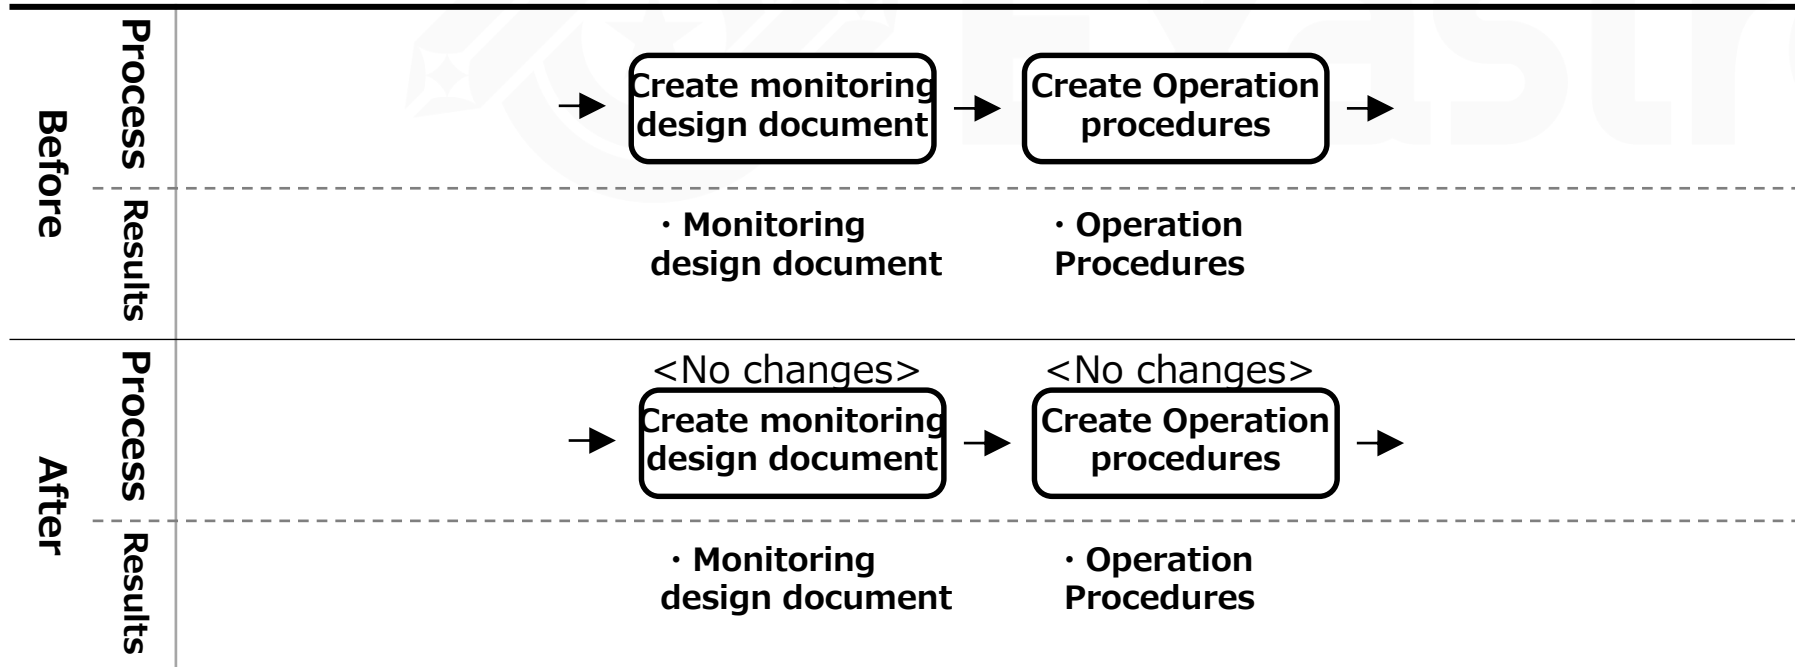 Before
Process
Create monitoring
design document
Create Operation
procedures
Results
・Monitoring
design document
・Operation
Procedures
After
Process
<No changes>
<No changes>
Create monitoring
design document
Create Operation
procedures
Results
・Monitoring
design document
・Operation
Procedures